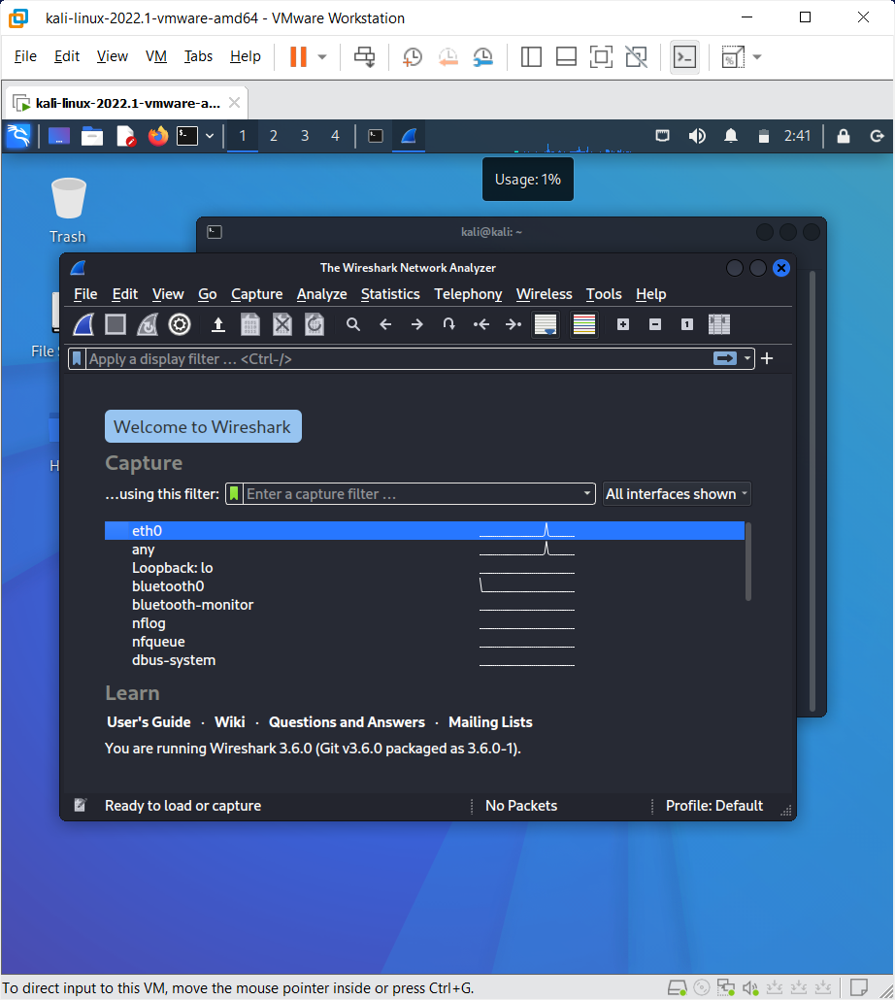 kali-linux-2022.1-vmware-amd64 - VMware Workstation
File Edit View VM Tabs Help
kali-linux-2022.1-vmware-a...
1 2 3 4 2:41
Usage: 1%
Trash
kali@kali: ~
The Wireshark Network Analyzer
File Edit View Go Capture Analyze Statistics Telephony Wireless Tools Help
File S
Apply a display filter … <Ctrl-/>
Welcome to Wireshark
Capture
…using this filter: Enter a capture filter … All interfaces shown
H
eth0
any
Loopback: lo
bluetooth0
bluetooth-monitor
nflog
nfqueue
dbus-system
Learn
User's Guide · Wiki · Questions and Answers · Mailing Lists
You are running Wireshark 3.6.0 (Git v3.6.0 packaged as 3.6.0-1).
Ready to load or capture No Packets Profile: Default
To direct input to this VM, move the mouse pointer inside or press Ctrl+G.